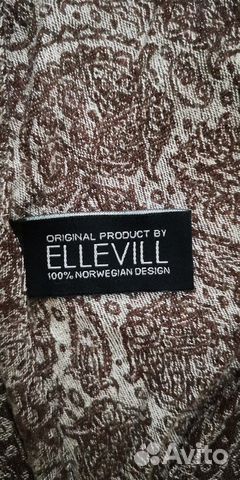 ORIGINAL PRODUCT BY
ELLEVILL
100% NORWEGIAN DESIGN
Avito